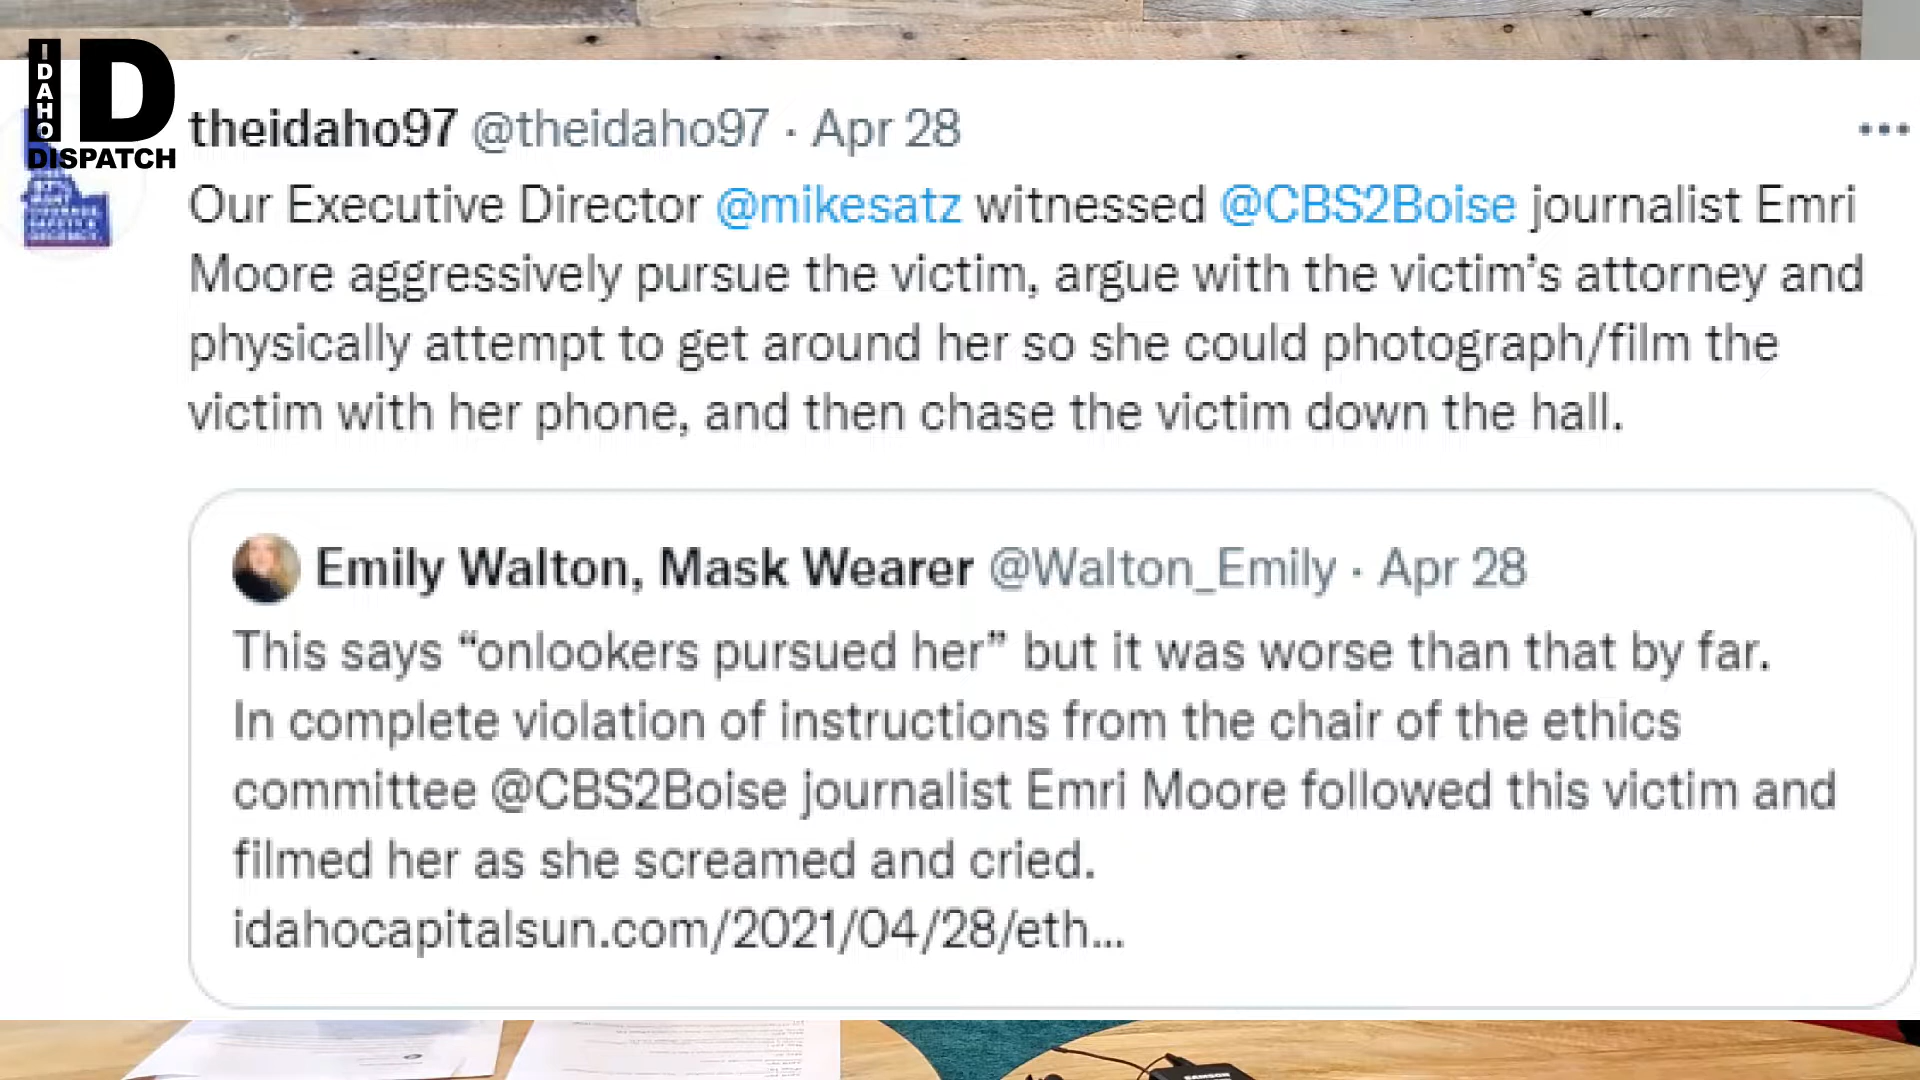 IDAHO
ID
DISPATCH
theidaho97 @theidaho97 · Apr 28
Our Executive Director @mikesatz witnessed @CBS2Boise journalist Emri
Moore aggressively pursue the victim, argue with the victim’s attorney and
physically attempt to get around her so she could photograph/film the
victim with her phone, and then chase the victim down the hall.
Emily Walton, Mask Wearer @Walton_Emily · Apr 28
This says “onlookers pursued her” but it was worse than that by far.
In complete violation of instructions from the chair of the ethics
committee @CBS2Boise journalist Emri Moore followed this victim and
filmed her as she screamed and cried.
idahocapitalsun.com/2021/04/28/eth...
SAMSON